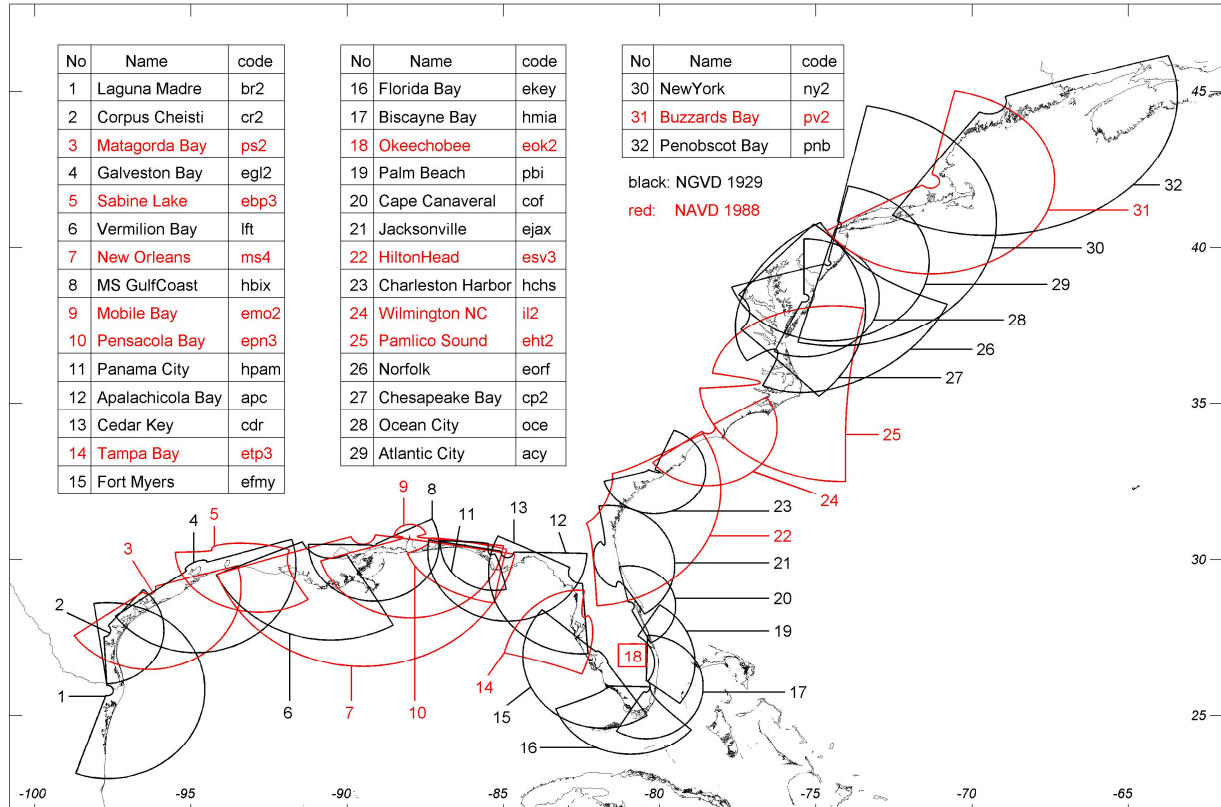 No Name code
1 Laguna Madre br2
2 Corpus Cheisti cr2
3 Matagorda Bay ps2
4 Galveston Bay egl2
5 Sabine Lake ebp3
6 Vermilion Bay lft
7 New Orleans ms4
8 MS GulfCoast hbix
9 Mobile Bay emo2
10 Pensacola Bay epn3
11 Panama City hpam
12 Apalachicola Bay apc
13 Cedar Key cdr
14 Tampa Bay etp3
15 Fort Myers efmy
No Name code
16 Florida Bay ekey
17 Biscayne Bay hmia
18 Okeechobee eok2
19 Palm Beach pbi
20 Cape Canaveral cof
21 Jacksonville ejax
22 HiltonHead esv3
23 Charleston Harbor hchs
24 Wilmington NC il2
25 Pamlico Sound eht2
26 Norfolk eorf
27 Chesapeake Bay cp2
28 Ocean City oce
29 Atlantic City acy
No Name code
30 NewYork ny2
31 Buzzards Bay pv2
32 Penobscot Bay pnb
black: NGVD 1929
red: NAVD 1988
45
40
35
30
25
32
31
30
29
28
26
27
25
24
23
22
21
20
19
18
17
16
15
14
13
12
11
10
9
8
7
6
5
4
3
2
1
-100 -95 -90 -85 -80 -75 -70 -65